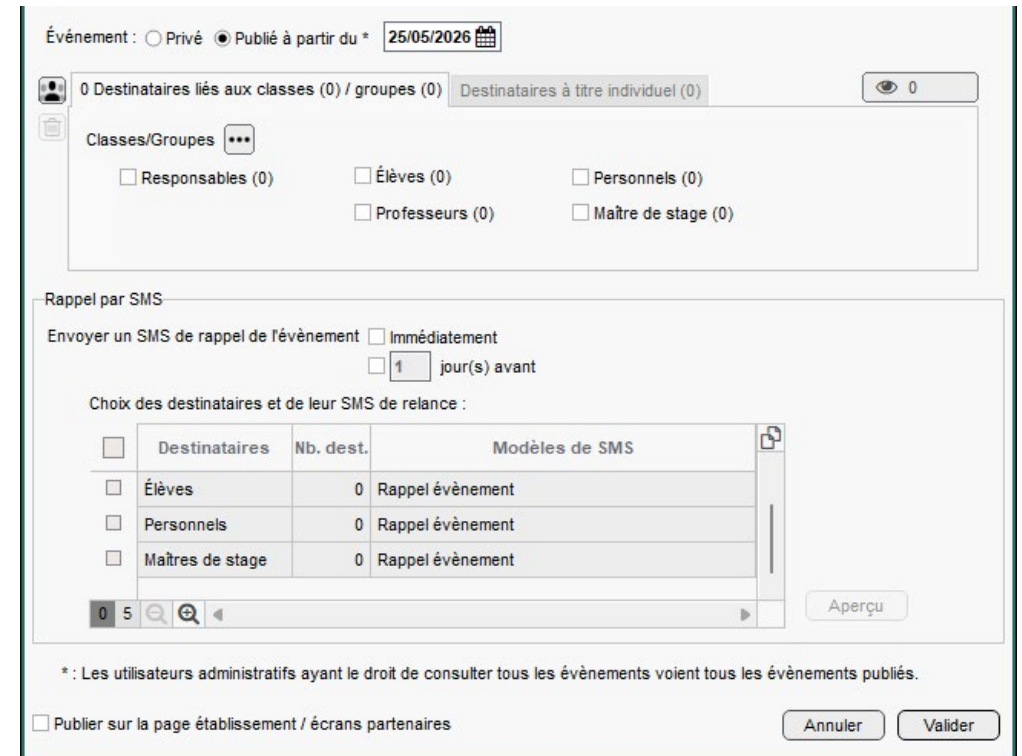 Événement : Privé Publié à partir du * 25/05/2026
0 Destinataires liés aux classes (0) / groupes (0) Destinataires à titre individuel (0) 0
Classes/Groupes ...
Responsables (0) Élèves (0) Personnels (0)
Professeurs (0) Maître de stage (0)
Rappel par SMS
Envoyer un SMS de rappel de l'évènement Immédiatement
1 jour(s) avant
Choix des destinataires et de leur SMS de relance :
Destinataires Nb. dest. Modèles de SMS
Élèves 0 Rappel évènement
Personnels 0 Rappel évènement
Maîtres de stage 0 Rappel évènement
0 5
Aperçu
* : Les utilisateurs administratifs ayant le droit de consulter tous les évènements voient tous les évènements publiés.
Publier sur la page établissement / écrans partenaires Annuler Valider